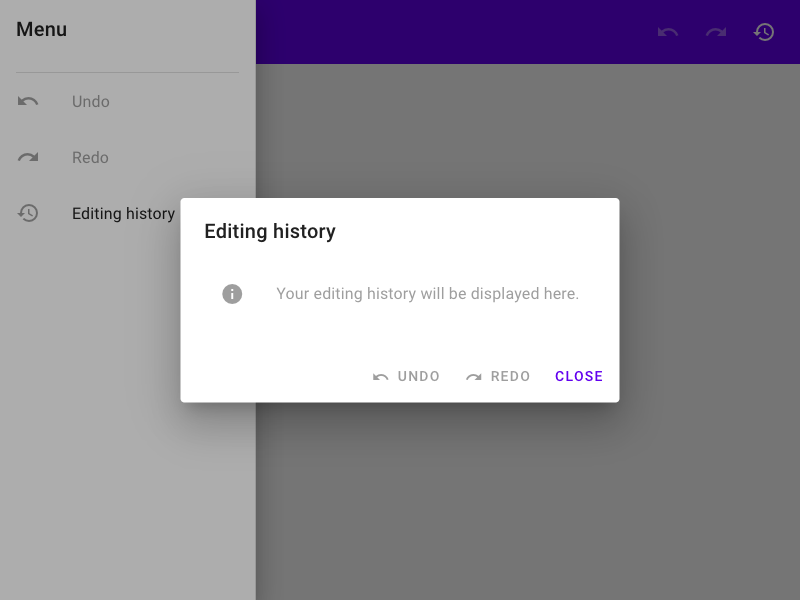 Menu
Undo
Redo
Editing history
Editing history
Your editing history will be displayed here.
UNDO REDO CLOSE